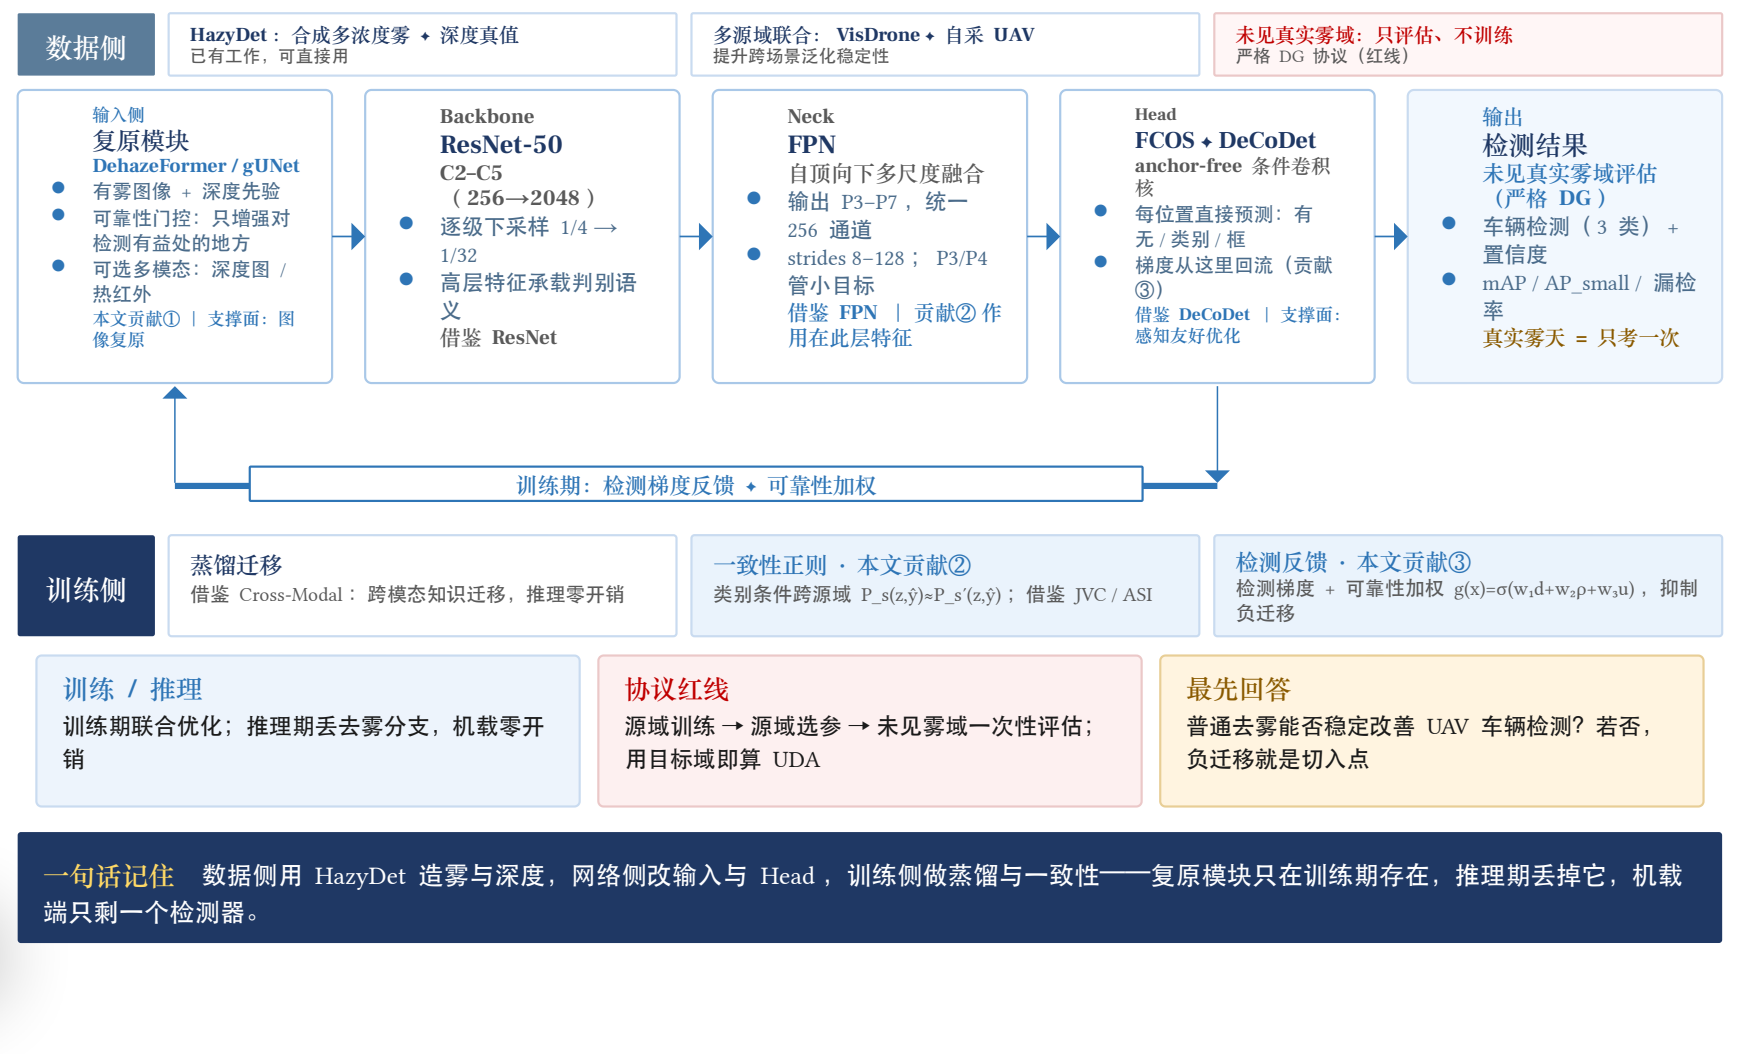 数据侧
HazyDet：合成多浓度雾 ✦ 深度真值
已有工作，可直接用
多源域联合： VisDrone ✦ 自采 UAV
提升跨场景泛化稳定性
未见真实雾域：只评估、不训练
严格 DG 协议（红线）
输入侧
复原模块
DehazeFormer / gUNet
● 有雾图像 + 深度先验
● 可靠性门控：只增强对
检测有益处的地方
● 可选多模态：深度图 /
热红外
本文贡献① ｜ 支撑面：图
像复原
Backbone
ResNet-50
C2–C5
（256→2048）
● 逐级下采样 1/4 →
1/32
● 高层特征承载判别语
义
借鉴 ResNet
Neck
FPN
自顶向下多尺度融合
● 输出 P3–P7，统一
256 通道
● strides 8–128； P3/P4
管小目标
借鉴 FPN ｜ 贡献② 作
用在此层特征
Head
FCOS ✦ DeCoDet
anchor-free 条件卷积
核
● 每位置直接预测：有
无 / 类别 / 框
● 梯度从这里回流（贡献
③）
借鉴 DeCoDet ｜ 支撑面：
感知友好优化
输出
检测结果
未见真实雾域评估
（严格 DG）
● 车辆检测（3 类） +
置信度
● mAP / AP_small / 漏检
率
真实雾天 = 只考一次
训练期：检测梯度反馈 ✦ 可靠性加权
训练侧
蒸馏迁移
借鉴 Cross-Modal：跨模态知识迁移，推理零开销
一致性正则 · 本文贡献②
类别条件跨源域 P_s(z,ŷ)≈P_s′(z,ŷ)；借鉴 JVC / ASI
检测反馈 · 本文贡献③
检测梯度 + 可靠性加权 g(x)=σ(w₁d+w₂ρ+w₃u)，抑制
负迁移
训练 / 推理
训练期联合优化；推理期丢去雾分支，机载零开
销
协议红线
源域训练 → 源域选参 → 未见雾域一次性评估；
用目标域即算 UDA
最先回答
普通去雾能否稳定改善 UAV 车辆检测？若否，
负迁移就是切入点
一句话记住 数据侧用 HazyDet 造雾与深度，网络侧改输入与 Head，训练侧做蒸馏与一致性——复原模块只在训练期存在，推理期丢掉它，机载
端只剩一个检测器。